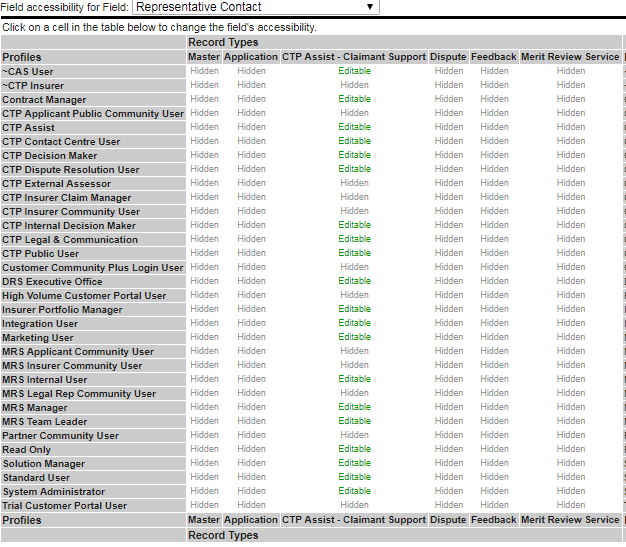 Field accessibility for Field: Representative Contact
Click on a cell in the table below to change the field's accessibility.
Record Types
Profiles Master Application CTP Assist - Claimant Support Dispute Feedback Merit Review Service
~CAS User Hidden Hidden Editable Hidden Hidden Hidden
~CTP Insurer Hidden Hidden Hidden Hidden Hidden Hidden
Contract Manager Hidden Hidden Editable Hidden Hidden Hidden
CTP Applicant Public Community User Hidden Hidden Hidden Hidden Hidden Hidden
CTP Assist Hidden Hidden Editable Hidden Hidden Hidden
CTP Contact Centre User Hidden Hidden Editable Hidden Hidden Hidden
CTP Decision Maker Hidden Hidden Editable Hidden Hidden Hidden
CTP Dispute Resolution User Hidden Hidden Editable Hidden Hidden Hidden
CTP External Assessor Hidden Hidden Hidden Hidden Hidden Hidden
CTP Insurer Claim Manager Hidden Hidden Hidden Hidden Hidden Hidden
CTP Insurer Community User Hidden Hidden Hidden Hidden Hidden Hidden
CTP Internal Decision Maker Hidden Hidden Editable Hidden Hidden Hidden
CTP Legal & Communication Hidden Hidden Editable Hidden Hidden Hidden
CTP Public User Hidden Hidden Editable Hidden Hidden Hidden
Customer Community Plus Login User Hidden Hidden Hidden Hidden Hidden Hidden
DRS Executive Office Hidden Hidden Editable Hidden Hidden Hidden
High Volume Customer Portal User Hidden Hidden Hidden Hidden Hidden Hidden
Insurer Portfolio Manager Hidden Hidden Editable Hidden Hidden Hidden
Integration User Hidden Hidden Editable Hidden Hidden Hidden
Marketing User Hidden Hidden Editable Hidden Hidden Hidden
MRS Applicant Community User Hidden Hidden Hidden Hidden Hidden Hidden
MRS Insurer Community User Hidden Hidden Hidden Hidden Hidden Hidden
MRS Internal User Hidden Hidden Editable Hidden Hidden Hidden
MRS Legal Rep Community User Hidden Hidden Hidden Hidden Hidden Hidden
MRS Manager Hidden Hidden Editable Hidden Hidden Hidden
MRS Team Leader Hidden Hidden Editable Hidden Hidden Hidden
Partner Community User Hidden Hidden Hidden Hidden Hidden Hidden
Read Only Hidden Hidden Editable Hidden Hidden Hidden
Solution Manager Hidden Hidden Editable Hidden Hidden Hidden
Standard User Hidden Hidden Editable Hidden Hidden Hidden
System Administrator Hidden Hidden Editable Hidden Hidden Hidden
Trial Customer Portal User Hidden Hidden Hidden Hidden Hidden Hidden
Profiles Master Application CTP Assist - Claimant Support Dispute Feedback Merit Review Service
Record Types